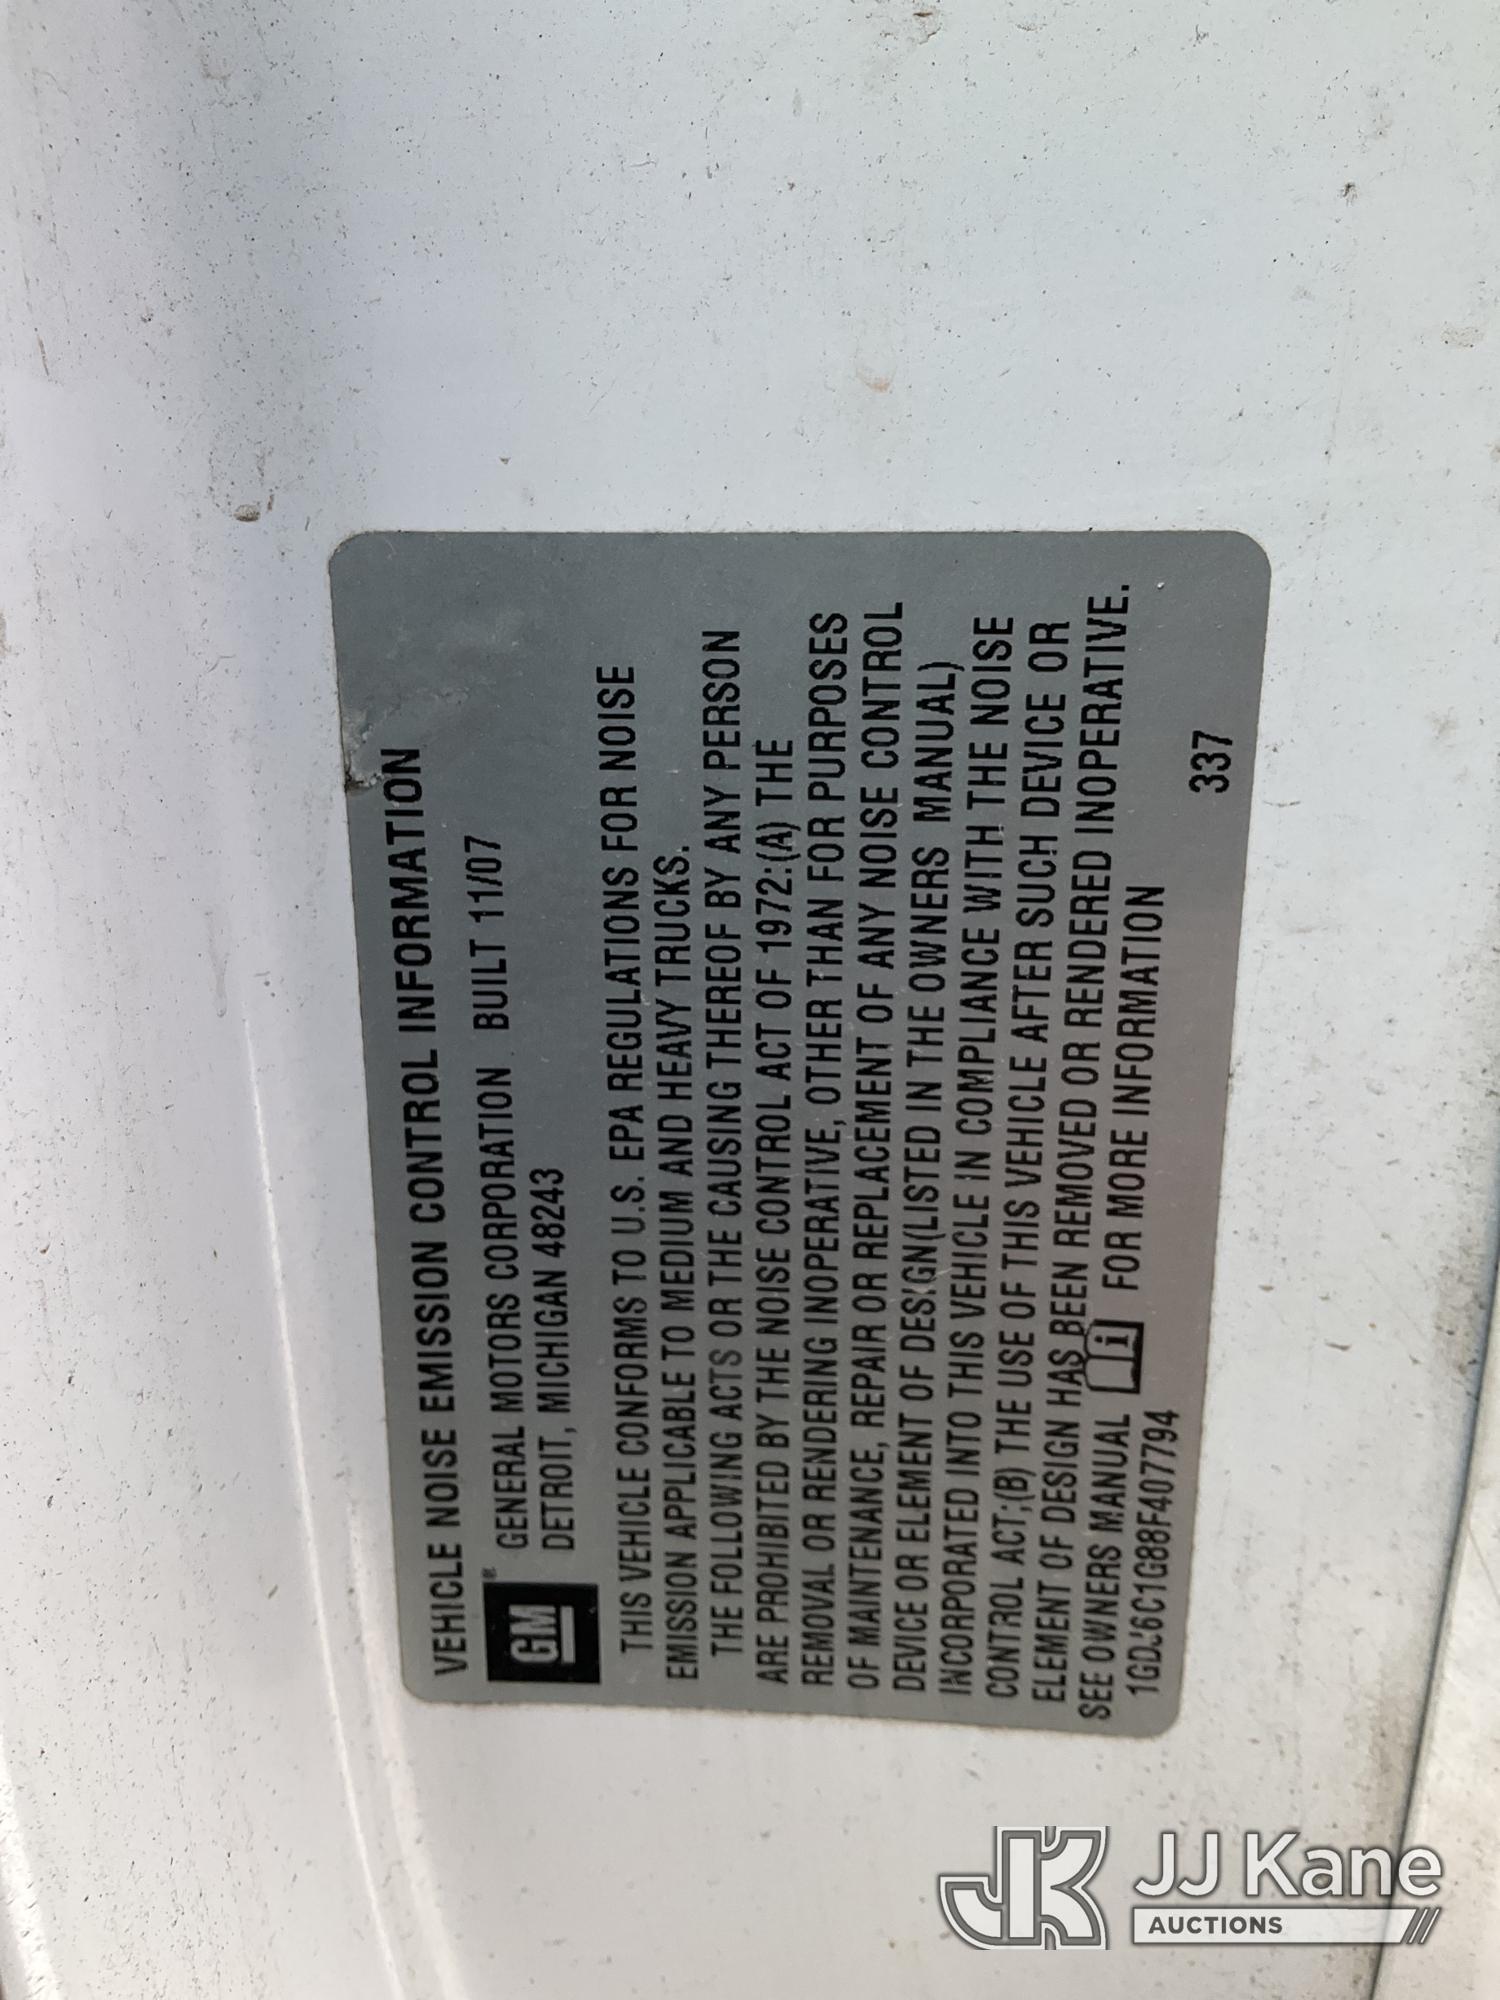 VEHICLE NOISE EMISSION CONTROL INFORMATION
GM
GENERAL MOTORS CORPORATION BUILT 11/07
DETROIT, MICHIGAN 48243
THIS VEHICLE CONFORMS TO U.S. EPA REGULATIONS FOR NOISE
EMISSION APPLICABLE TO MEDIUM AND HEAVY TRUCKS.
THE FOLLOWING ACTS OR THE CAUSING THEREOF BY ANY PERSON
ARE PROHIBITED BY THE NOISE CONTROL ACT OF 1972:(A) THE
REMOVAL OR RENDERING INOPERATIVE, OTHER THAN FOR PURPOSES
OF MAINTENANCE, REPAIR OR REPLACEMENT OF ANY NOISE CONTROL
DEVICE OR ELEMENT OF DESIGN(LISTED IN THE OWNERS MANUAL)
INCORPORATED INTO THIS VEHICLE IN COMPLIANCE WITH THE NOISE
CONTROL ACT;(B) THE USE OF THIS VEHICLE AFTER SUCH DEVICE OR
ELEMENT OF DESIGN HAS BEEN REMOVED OR RENDERED INOPERATIVE.
SEE OWNERS MANUAL i FOR MORE INFORMATION
1GDJ6C1G88F407794
337
JJ Kane
AUCTIONS